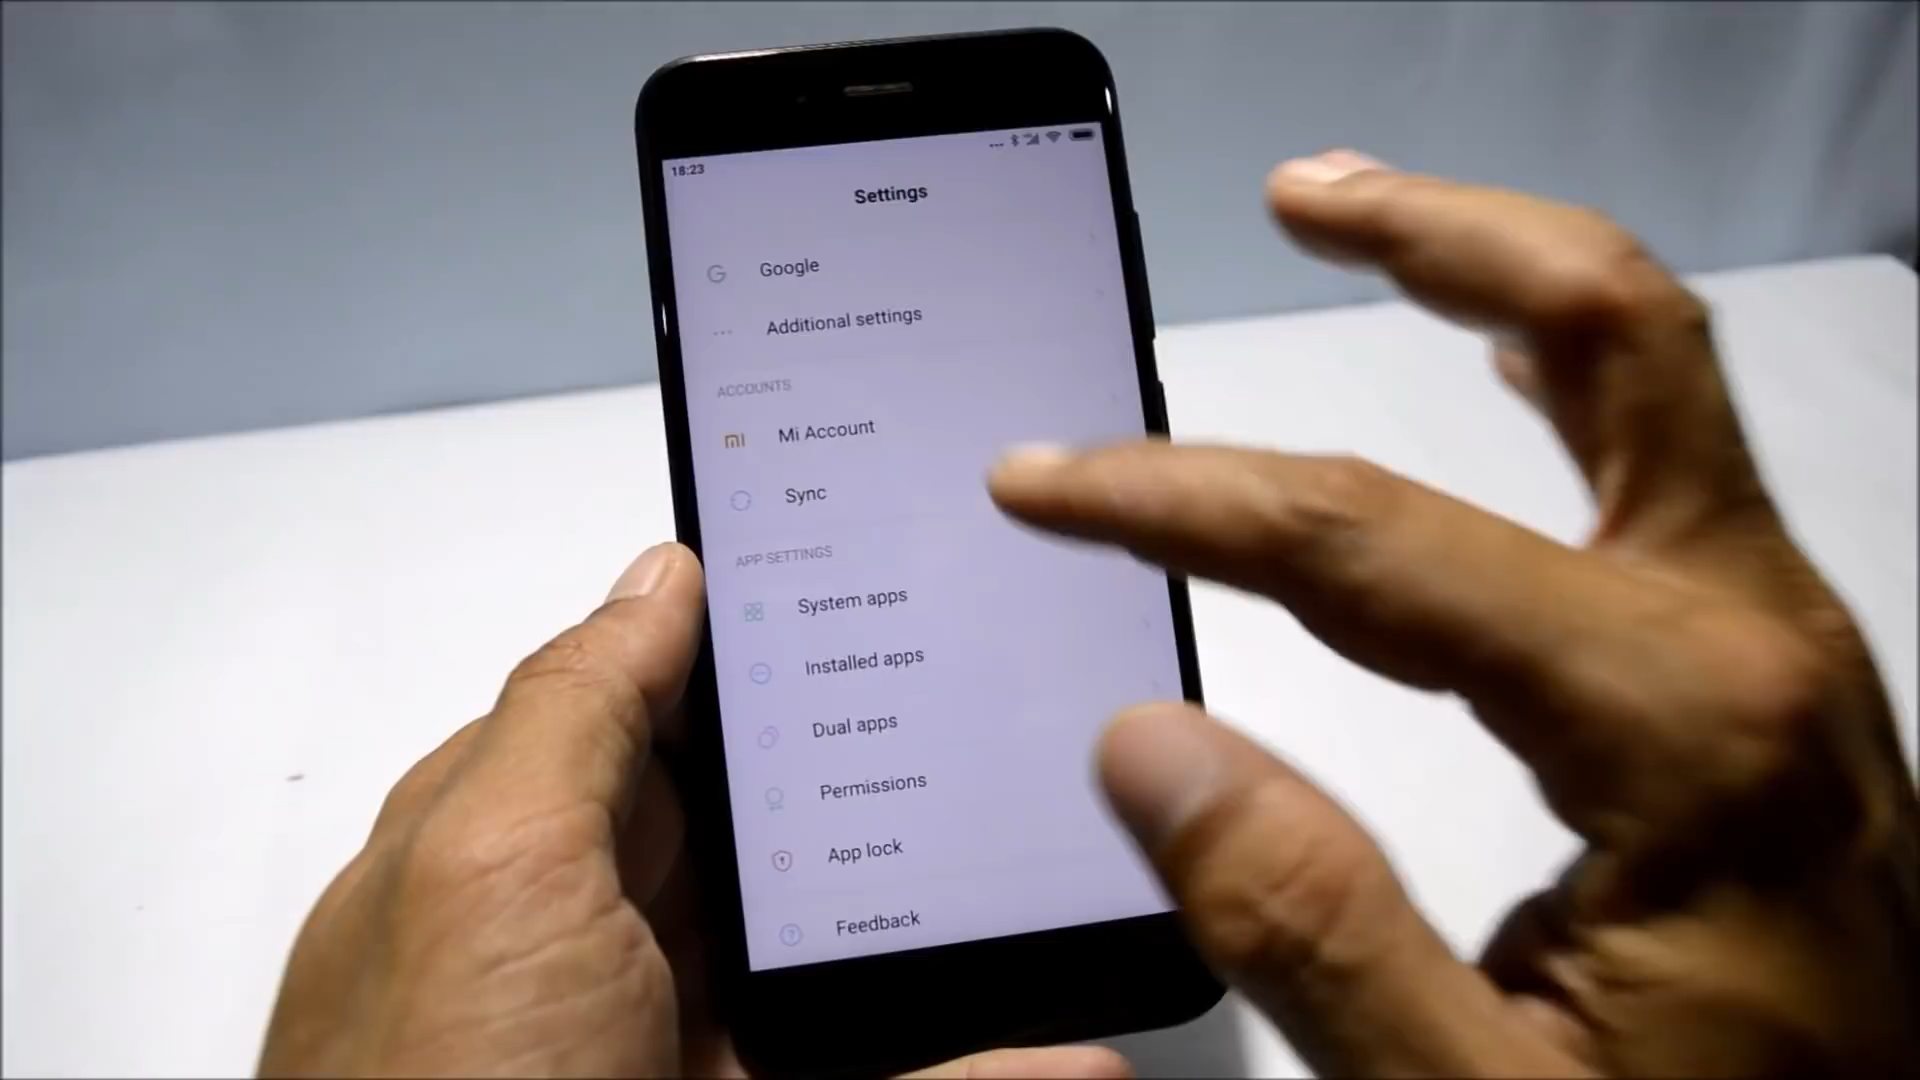 18:23
Settings
Google
Additional settings
ACCOUNTS
mi Mi Account
Sync
APP SETTINGS
System apps
Installed apps
Dual apps
Permissions
App lock
Feedback